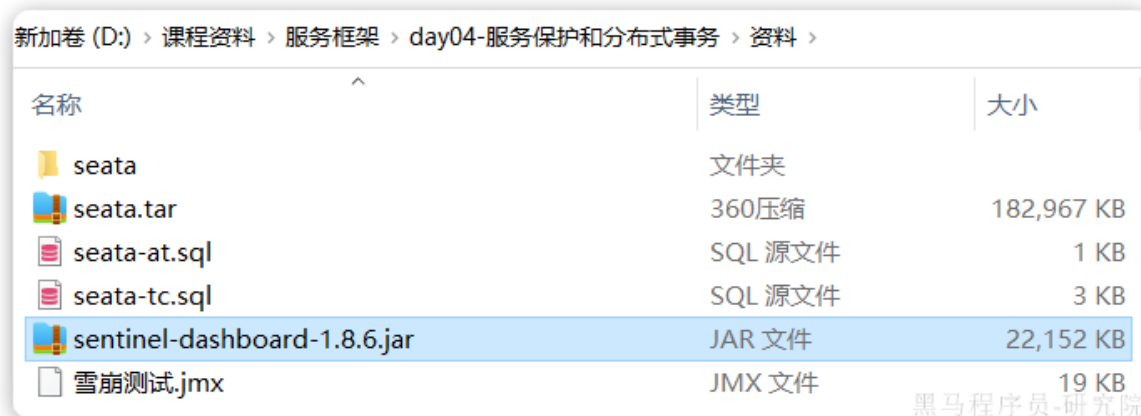 新加卷 (D:) › 课程资料 › 服务框架 › day04-服务保护和分布式事务 › 资料 ›
名称 类型 大小
seata 文件夹
seata.tar 360压缩 182,967 KB
seata-at.sql SQL 源文件 1 KB
seata-tc.sql SQL 源文件 3 KB
sentinel-dashboard-1.8.6.jar JAR 文件 22,152 KB
雪崩测试.jmx JMX 文件 19 KB
黑马程序员-研究院